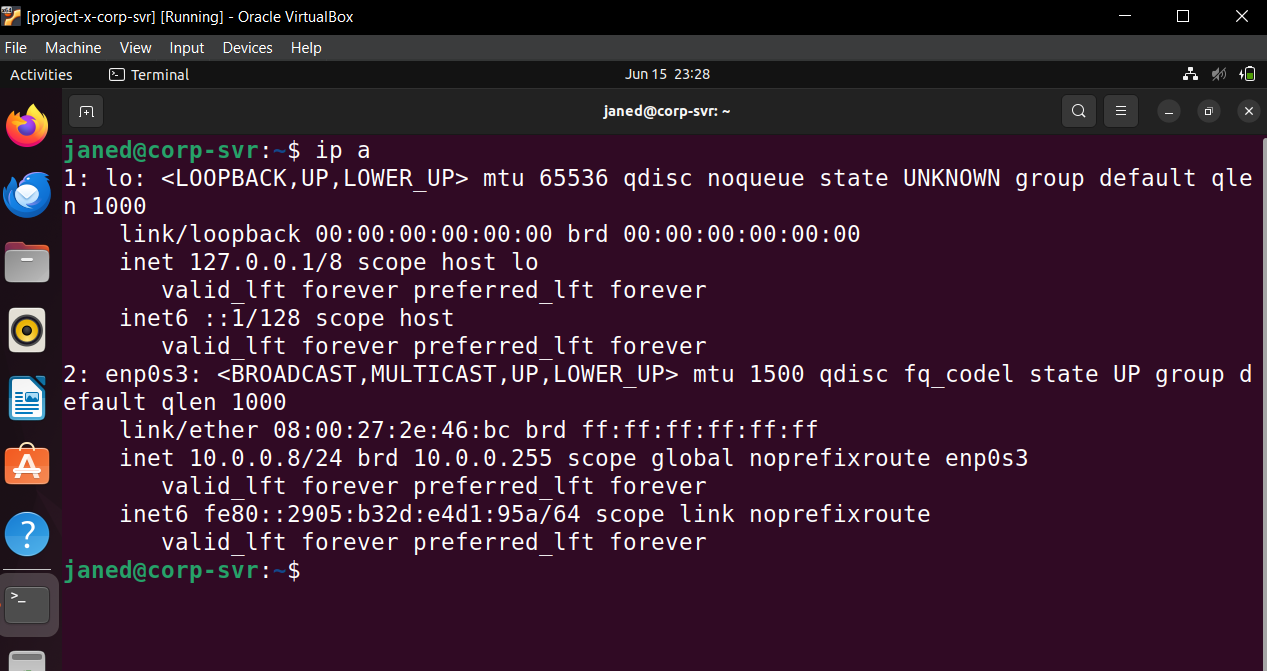 [project-x-corp-svr] [Running] - Oracle VirtualBox
File Machine View Input Devices Help
Activities Terminal Jun 15 23:28
janed@corp-svr: ~
janed@corp-svr:~$ ip a
1: lo: <LOOPBACK,UP,LOWER_UP> mtu 65536 qdisc noqueue state UNKNOWN group default qle
n 1000
    link/loopback 00:00:00:00:00:00 brd 00:00:00:00:00:00
    inet 127.0.0.1/8 scope host lo
       valid_lft forever preferred_lft forever
    inet6 ::1/128 scope host
       valid_lft forever preferred_lft forever
2: enp0s3: <BROADCAST,MULTICAST,UP,LOWER_UP> mtu 1500 qdisc fq_codel state UP group d
efault qlen 1000
    link/ether 08:00:27:2e:46:bc brd ff:ff:ff:ff:ff:ff
    inet 10.0.0.8/24 brd 10.0.0.255 scope global noprefixroute enp0s3
       valid_lft forever preferred_lft forever
    inet6 fe80::2905:b32d:e4d1:95a/64 scope link noprefixroute
       valid_lft forever preferred_lft forever
janed@corp-svr:~$